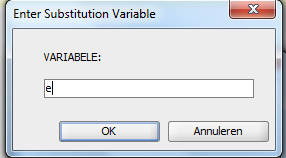 Enter Substitution Variable
VARIABELE:
e
OK
Annuleren